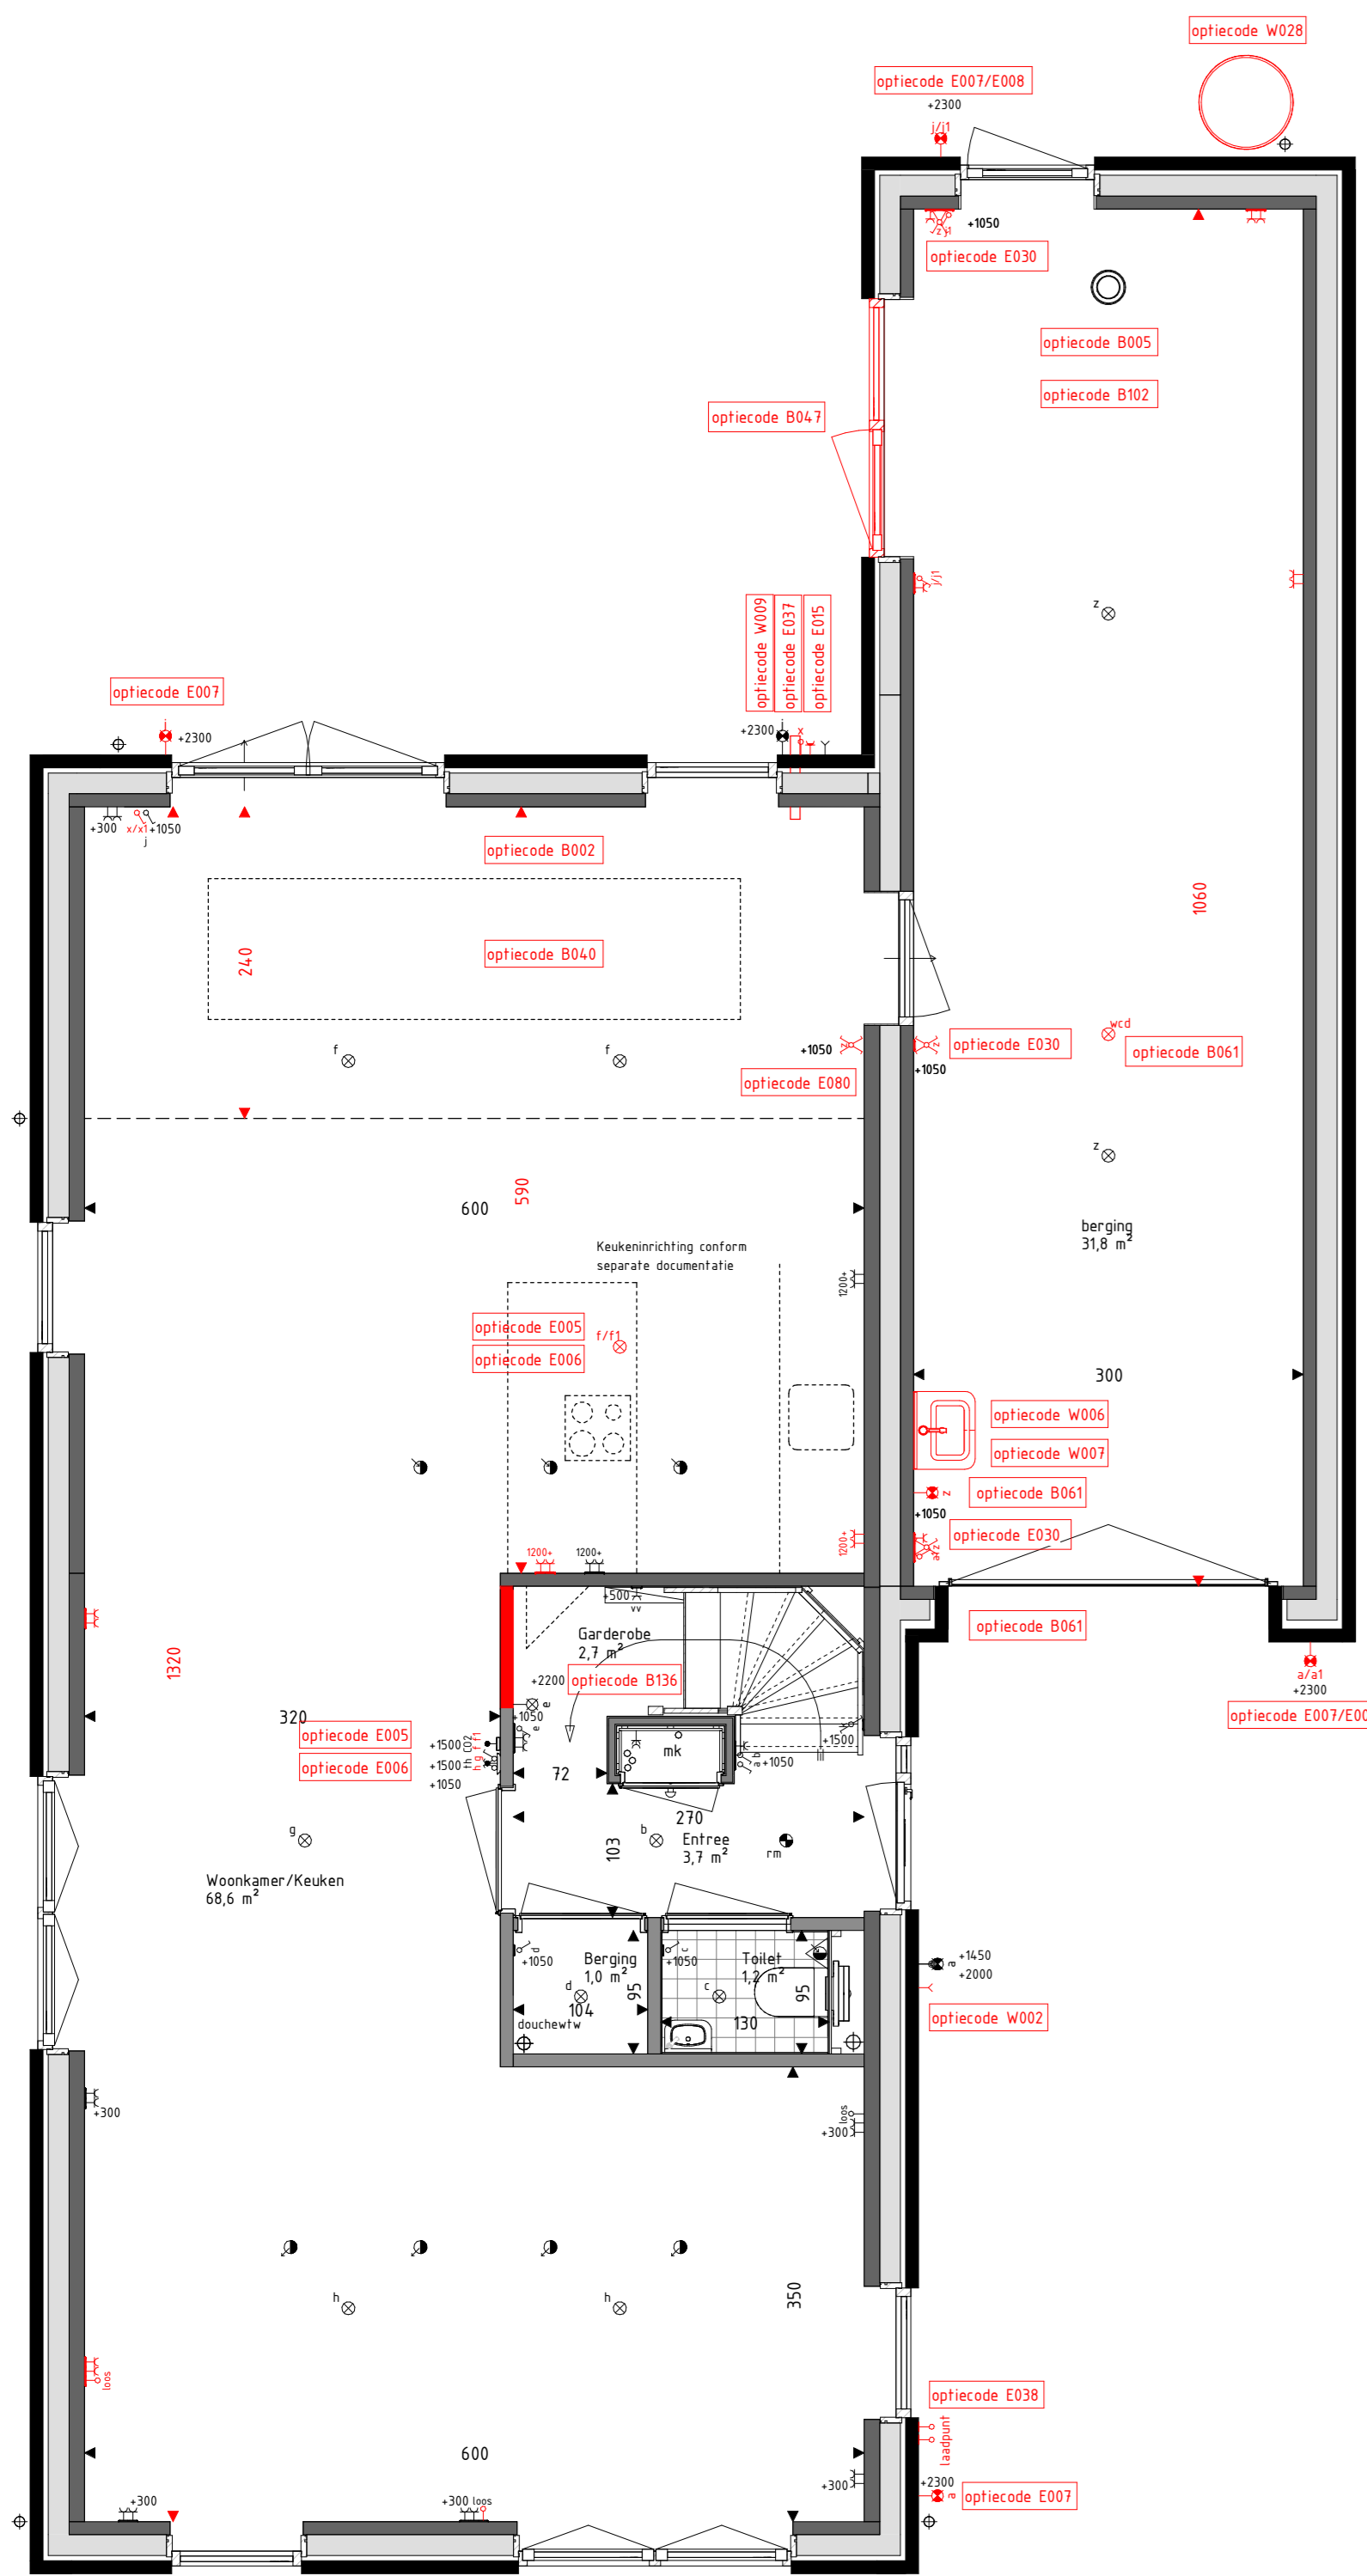 optiecode W028
optiecode E007/E008
+2300
j/j1
z j1
+1050
optiecode E030
optiecode B005
optiecode B102
optiecode B047
j/j1
z
optiecode W009
optiecode E037
optiecode E015
optiecode E007
j
+2300
+2300
j
x
+300
x/x1
+1050
j
optiecode B002
1060
240
optiecode B040
wcd
f
f
+1050
z
z
optiecode E030
optiecode B061
+1050
optiecode E080
z
590
600
berging
31,8 m²
Keukeninrichting conform
separate documentatie
1200+
optiecode E005
f/f1
optiecode E006
300
optiecode W006
optiecode W007
z
optiecode B061
+1050
optiecode E030
a/z
1200+
1200+
1200+
+500
vv
optiecode B061
Garderobe
2,7 m²
1320
a/a1
+2300
optiecode E007/E00
+2200
optiecode B136
e
+1050
e
320
optiecode E005
optiecode E006
+1500
+1500
+1050
th CO2
h g f f1
mk
+1500
a b
+1050
72
270
103
g
b
Entree
3,7 m²
rm
Woonkamer/Keuken
68,6 m²
d
+1050
Berging
1,0 m²
c
+1050
Toilet
1,2 m²
a
+1450
+2000
d
104
95
c
95
130
douchewtw
optiecode W002
+300
loos
+300
350
h
h
loos
optiecode E038
laadpunt
600
+300
+2300
a
optiecode E007
+300
+300 loos